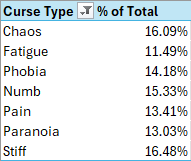 Curse Type % of Total
Chaos 16.09%
Fatigue 11.49%
Phobia 14.18%
Numb 15.33%
Pain 13.41%
Paranoia 13.03%
Stiff 16.48%